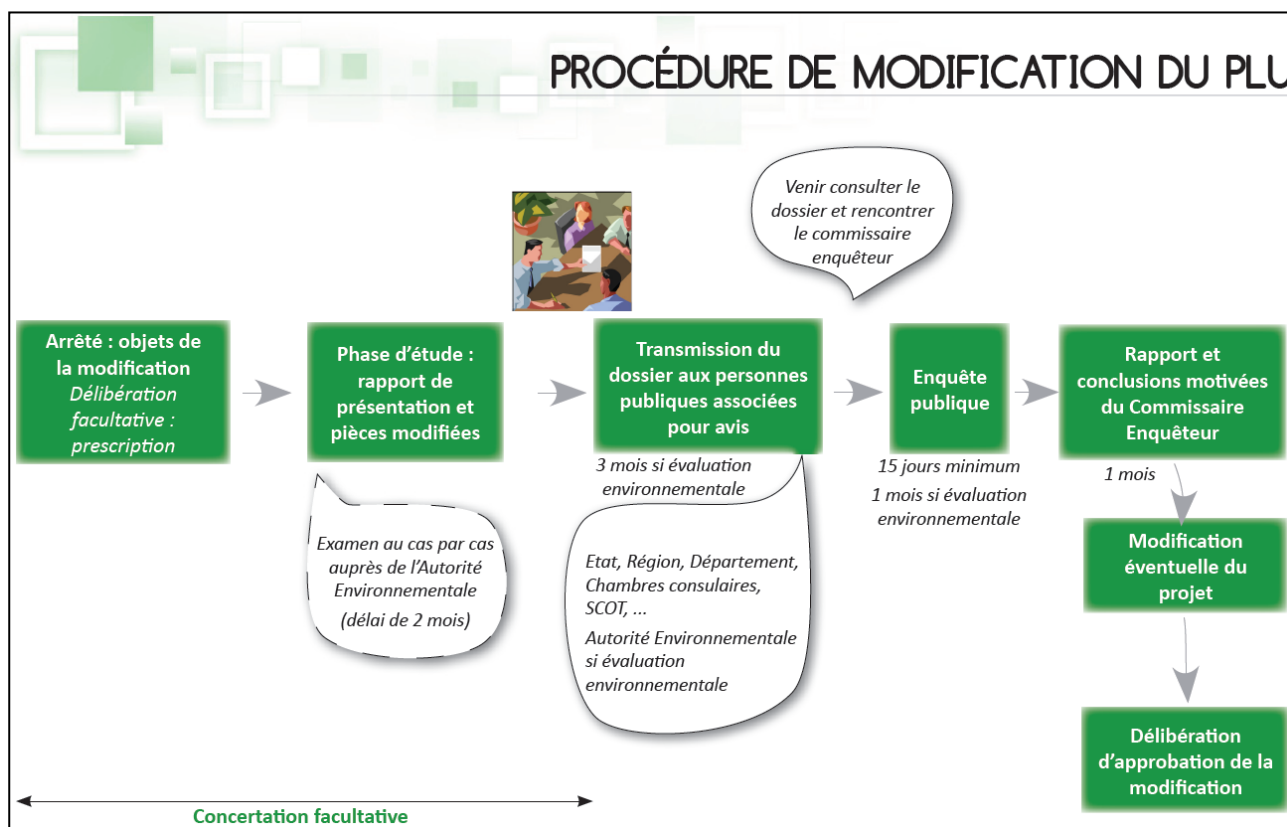 PROCÉDURE DE MODIFICATION DU PLU
Venir consulter le
dossier et rencontrer
le commissaire
enquêteur
Arrêté : objets de
la modification
Délibération
facultative :
prescription
Phase d'étude :
rapport de
présentation et
pièces modifiées
Transmission du
dossier aux personnes
publiques associées
pour avis
Enquête
publique
Rapport et
conclusions motivées
du Commissaire
Enquêteur
3 mois si évaluation
environnementale
15 jours minimum
1 mois si évaluation
environnementale
1 mois
Examen au cas par cas
auprès de l'Autorité
Environnementale
(délai de 2 mois)
Etat, Région, Département,
Chambres consulaires,
SCOT, ...
Autorité Environnementale
si évaluation
environnementale
Modification
éventuelle du
projet
Délibération
d'approbation de la
modification
Concertation facultative